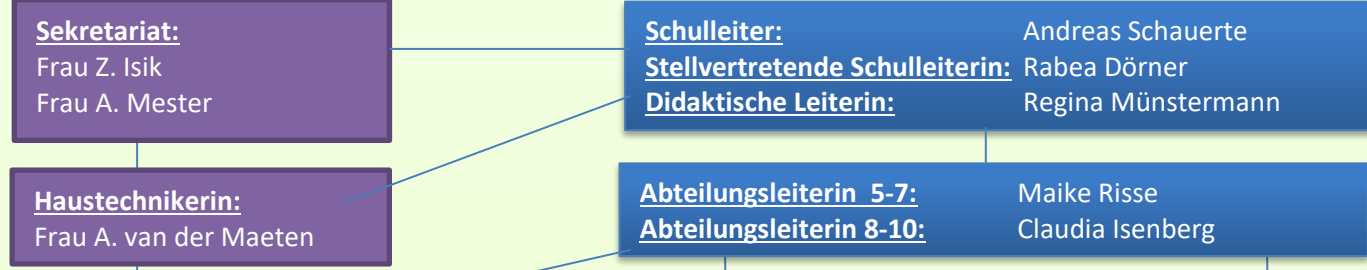 Sekretariat:
Frau Z. Isik
Frau A. Mester
Schulleiter: Andreas Schauerte
Stellvertretende Schulleiterin: Rabea Dörner
Didaktische Leiterin: Regina Münstermann
Haustechnikerin:
Frau A. van der Maeten
Abteilungsleiterin 5-7: Maike Risse
Abteilungsleiterin 8-10: Claudia Isenberg